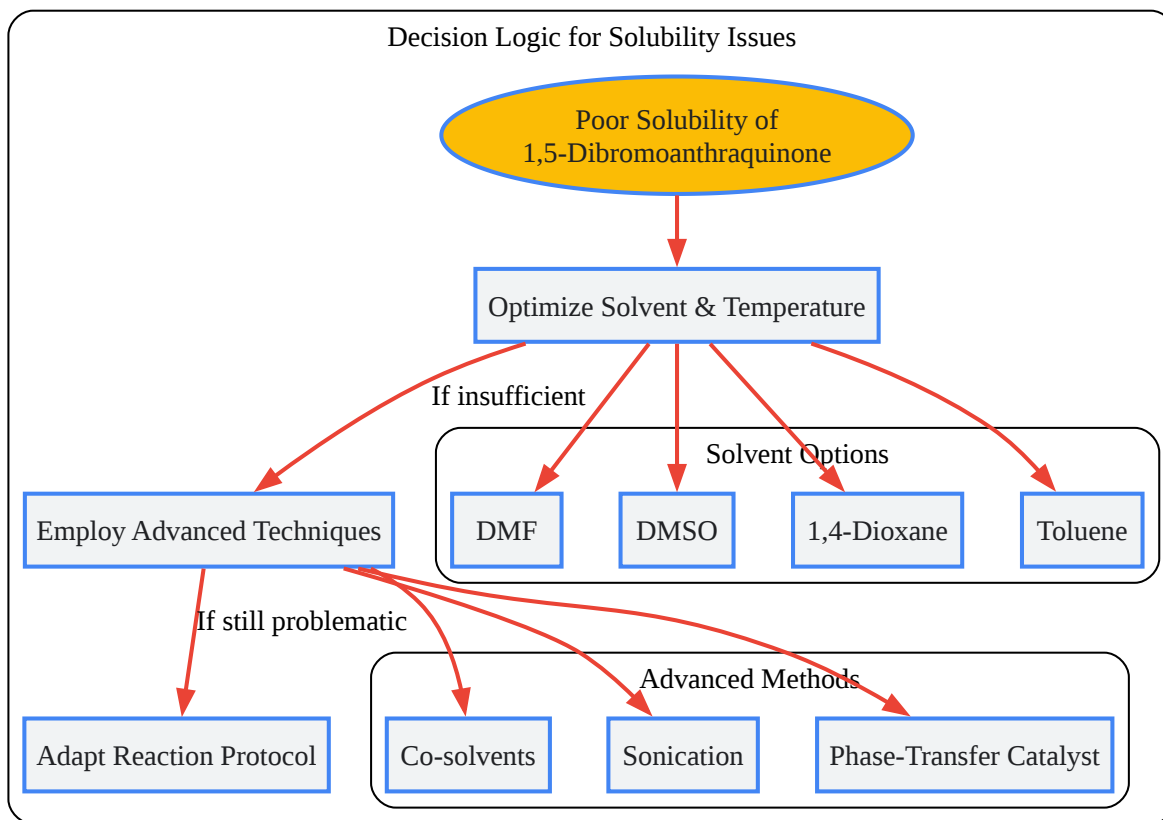 Decision Logic for Solubility Issues
Poor Solubility of
1,5-Dibromoanthraquinone
Optimize Solvent & Temperature
If insufficient
Solvent Options
Employ Advanced Techniques
DMF
DMSO
1,4-Dioxane
Toluene
If still problematic
Advanced Methods
Adapt Reaction Protocol
Co-solvents
Sonication
Phase-Transfer Catalyst